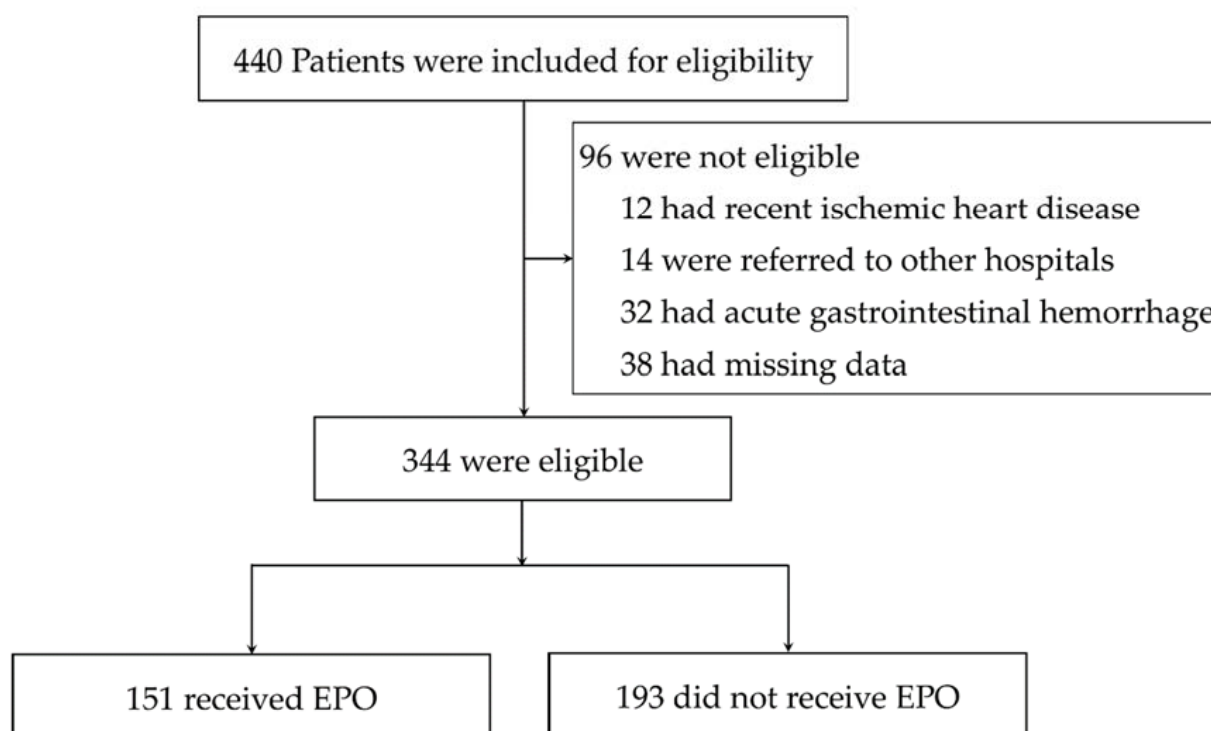 440 Patients were included for eligibility
96 were not eligible
12 had recent ischemic heart disease
14 were referred to other hospitals
32 had acute gastrointestinal hemorrhage
38 had missing data
344 were eligible
151 received EPO
193 did not receive EPO